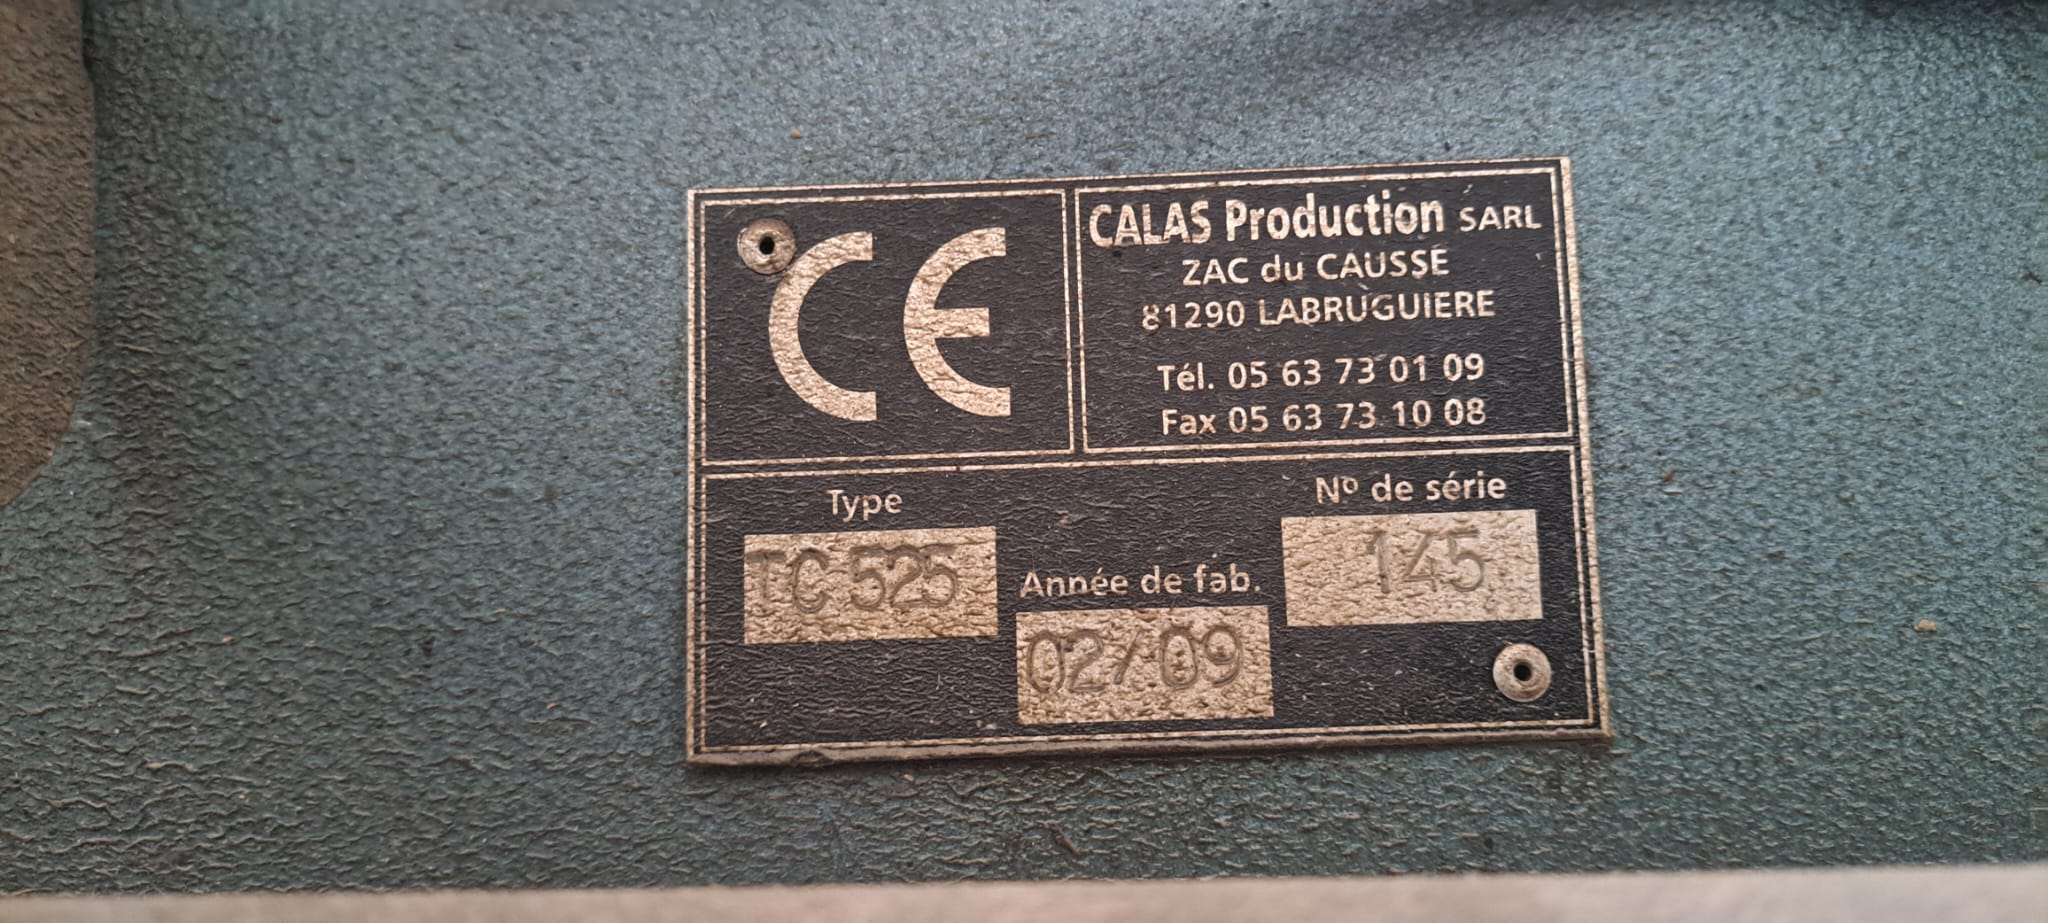 CE
CALAS Production SARL
ZAC du CAUSSE
81290 LABRUGUIERE
Tél. 05 63 73 01 09
Fax 05 63 73 10 08
Type
TC 525
Année de fab.
02/09
Nº de série
145